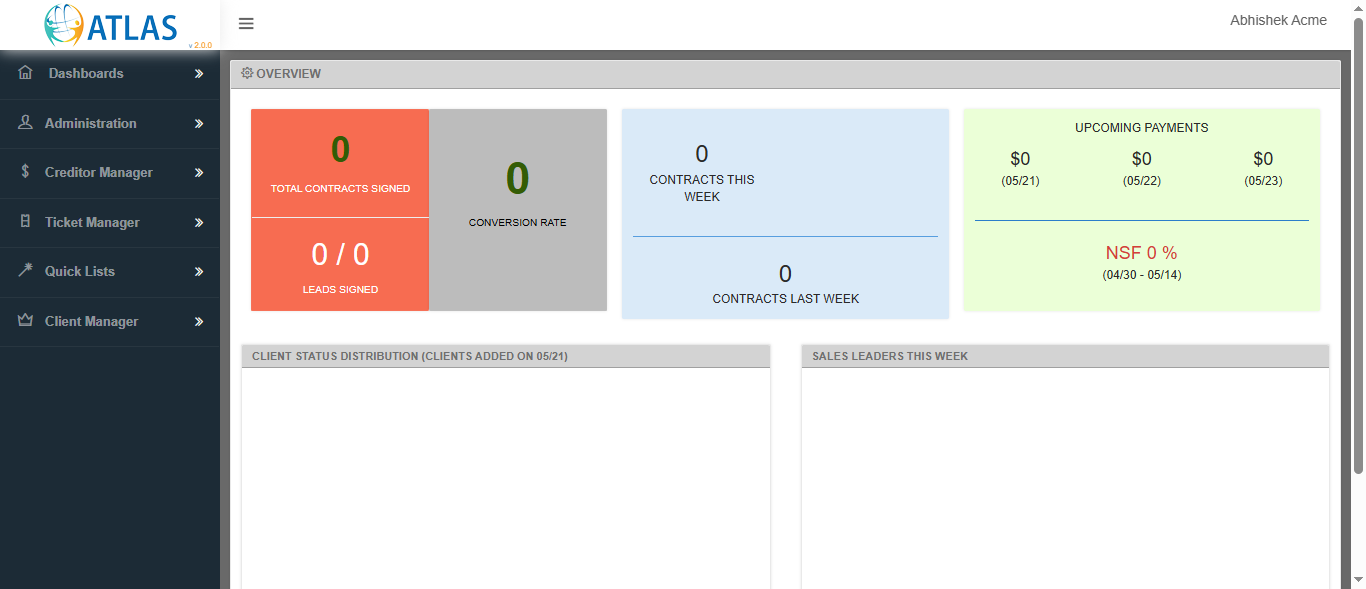 ATLAS
v 2.0.0
Abhishek Acme
Dashboards
Administration
Creditor Manager
Ticket Manager
Quick Lists
Client Manager
OVERVIEW
0
TOTAL CONTRACTS SIGNED
0 / 0
LEADS SIGNED
0
CONVERSION RATE
0
CONTRACTS THIS
WEEK
0
CONTRACTS LAST WEEK
UPCOMING PAYMENTS
$0 $0 $0
(05/21) (05/22) (05/23)
NSF 0 %
(04/30 - 05/14)
CLIENT STATUS DISTRIBUTION (CLIENTS ADDED ON 05/21)
SALES LEADERS THIS WEEK